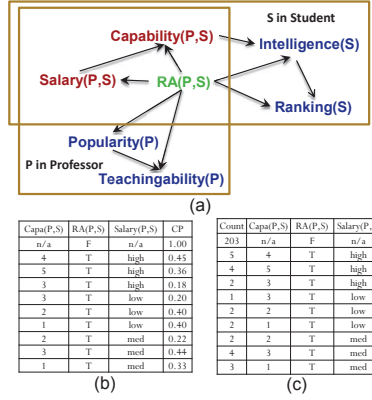 S in Student
Capability(P,S)
Intelligence(S)
Salary(P,S)
RA(P,S)
Ranking(S)
Popularity(P)
P in Professor
Teachingability(P)
(a)
Capa(P,S) RA(P,S) Salary(P,S) CP
n/a F n/a 1.00
4 T high 0.45
5 T high 0.36
3 T high 0.18
3 T low 0.20
2 T low 0.40
1 T low 0.40
2 T med 0.22
3 T med 0.44
1 T med 0.33
(b)
Count Capa(P,S) RA(P,S) Salary(P,
203 n/a F n/a
5 4 T high
4 5 T high
2 3 T high
1 3 T low
2 2 T low
2 1 T low
2 2 T med
4 3 T med
3 1 T med
(c)